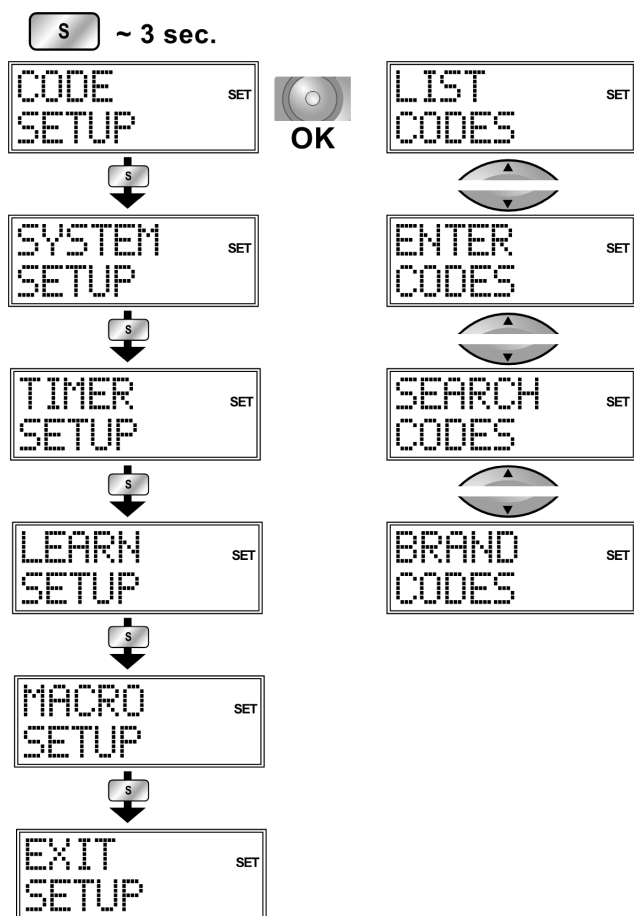 S ~ 3 sec.
CODE SET
SETUP
OK
LIST SET
CODES
S
SYSTEM SET
SETUP
ENTER SET
CODES
S
TIMER SET
SETUP
SEARCH SET
CODES
S
LEARN SET
SETUP
BRAND SET
CODES
S
MACRO SET
SETUP
S
EXIT SET
SETUP